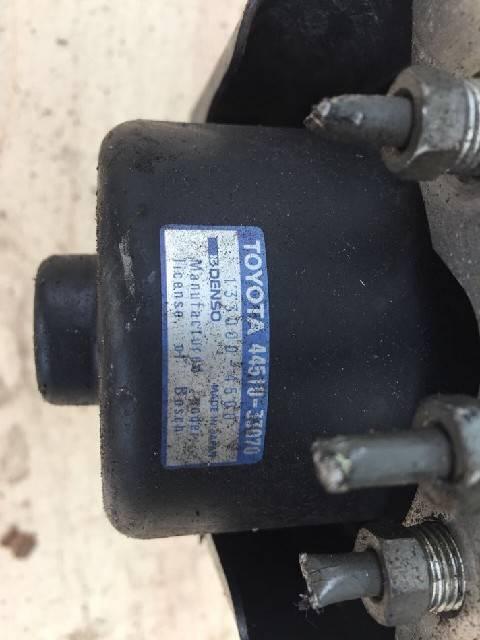 TOYOTA 44510-33070
DENSO MADE IN JAPAN
Manufactured under
license of Bosch